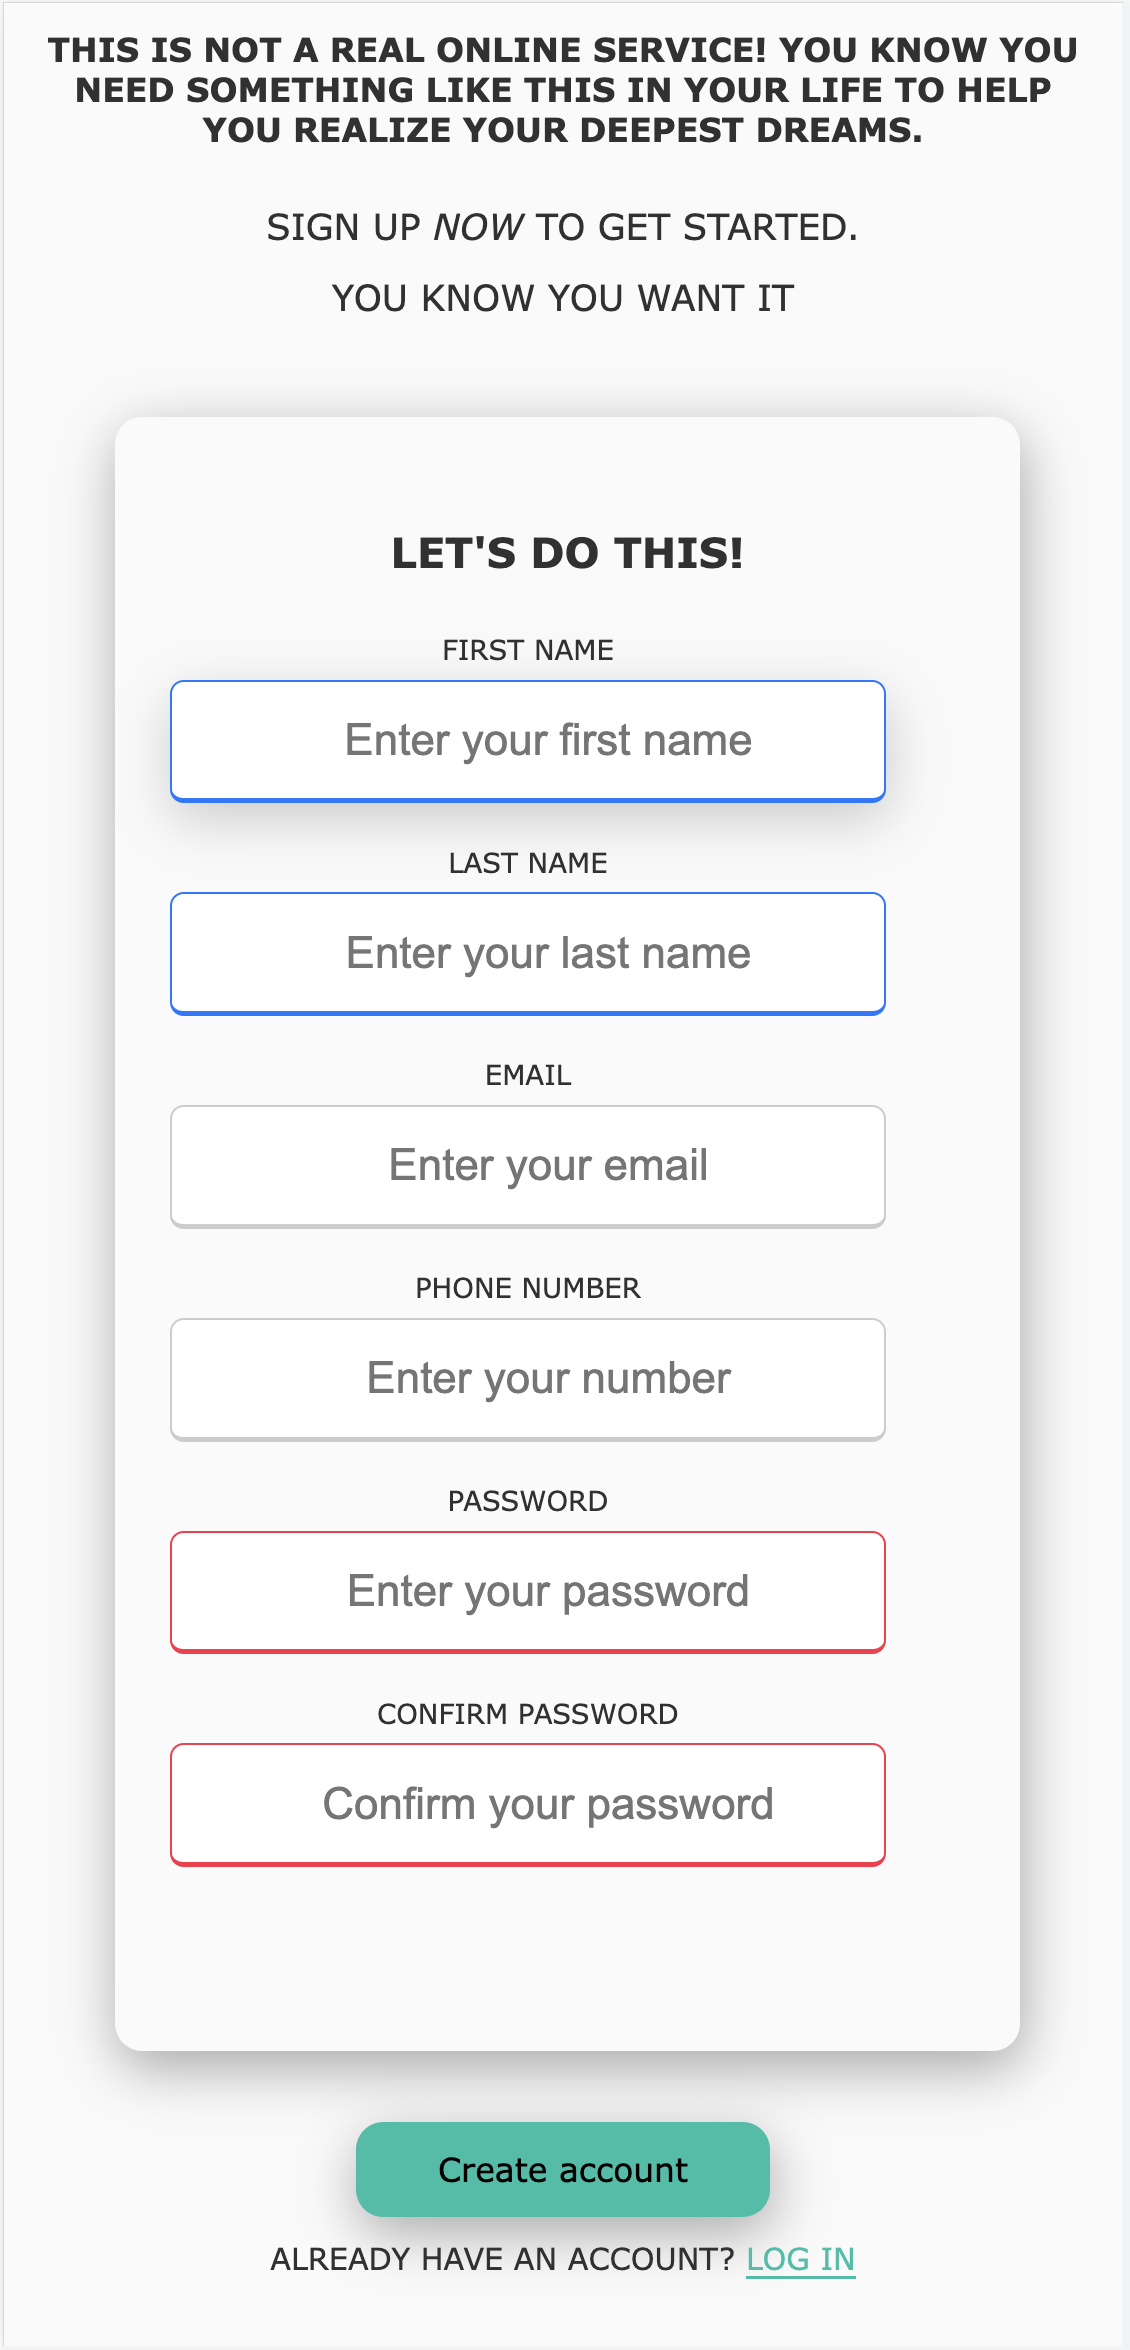 THIS IS NOT A REAL ONLINE SERVICE! YOU KNOW YOU
NEED SOMETHING LIKE THIS IN YOUR LIFE TO HELP
YOU REALIZE YOUR DEEPEST DREAMS.
SIGN UP NOW TO GET STARTED.
YOU KNOW YOU WANT IT
LET'S DO THIS!
FIRST NAME
Enter your first name
LAST NAME
Enter your last name
EMAIL
Enter your email
PHONE NUMBER
Enter your number
PASSWORD
Enter your password
CONFIRM PASSWORD
Confirm your password
Create account
ALREADY HAVE AN ACCOUNT? LOG IN